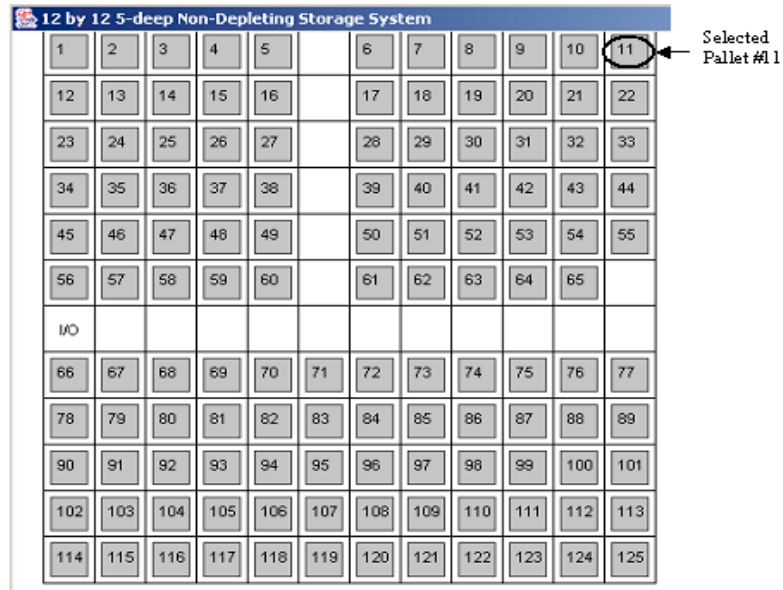 12 by 12 5-deep Non-Depleting Storage System
Selected
Pallet #11
1 2 3 4 5 6 7 8 9 10 11
12 13 14 15 16 17 18 19 20 21 22
23 24 25 26 27 28 29 30 31 32 33
34 35 36 37 38 39 40 41 42 43 44
45 46 47 48 49 50 51 52 53 54 55
56 57 58 59 60 61 62 63 64 65
I/O
66 67 68 69 70 71 72 73 74 75 76 77
78 79 80 81 82 83 84 85 86 87 88 89
90 91 92 93 94 95 96 97 98 99 100 101
102 103 104 105 106 107 108 109 110 111 112 113
114 115 116 117 118 119 120 121 122 123 124 125